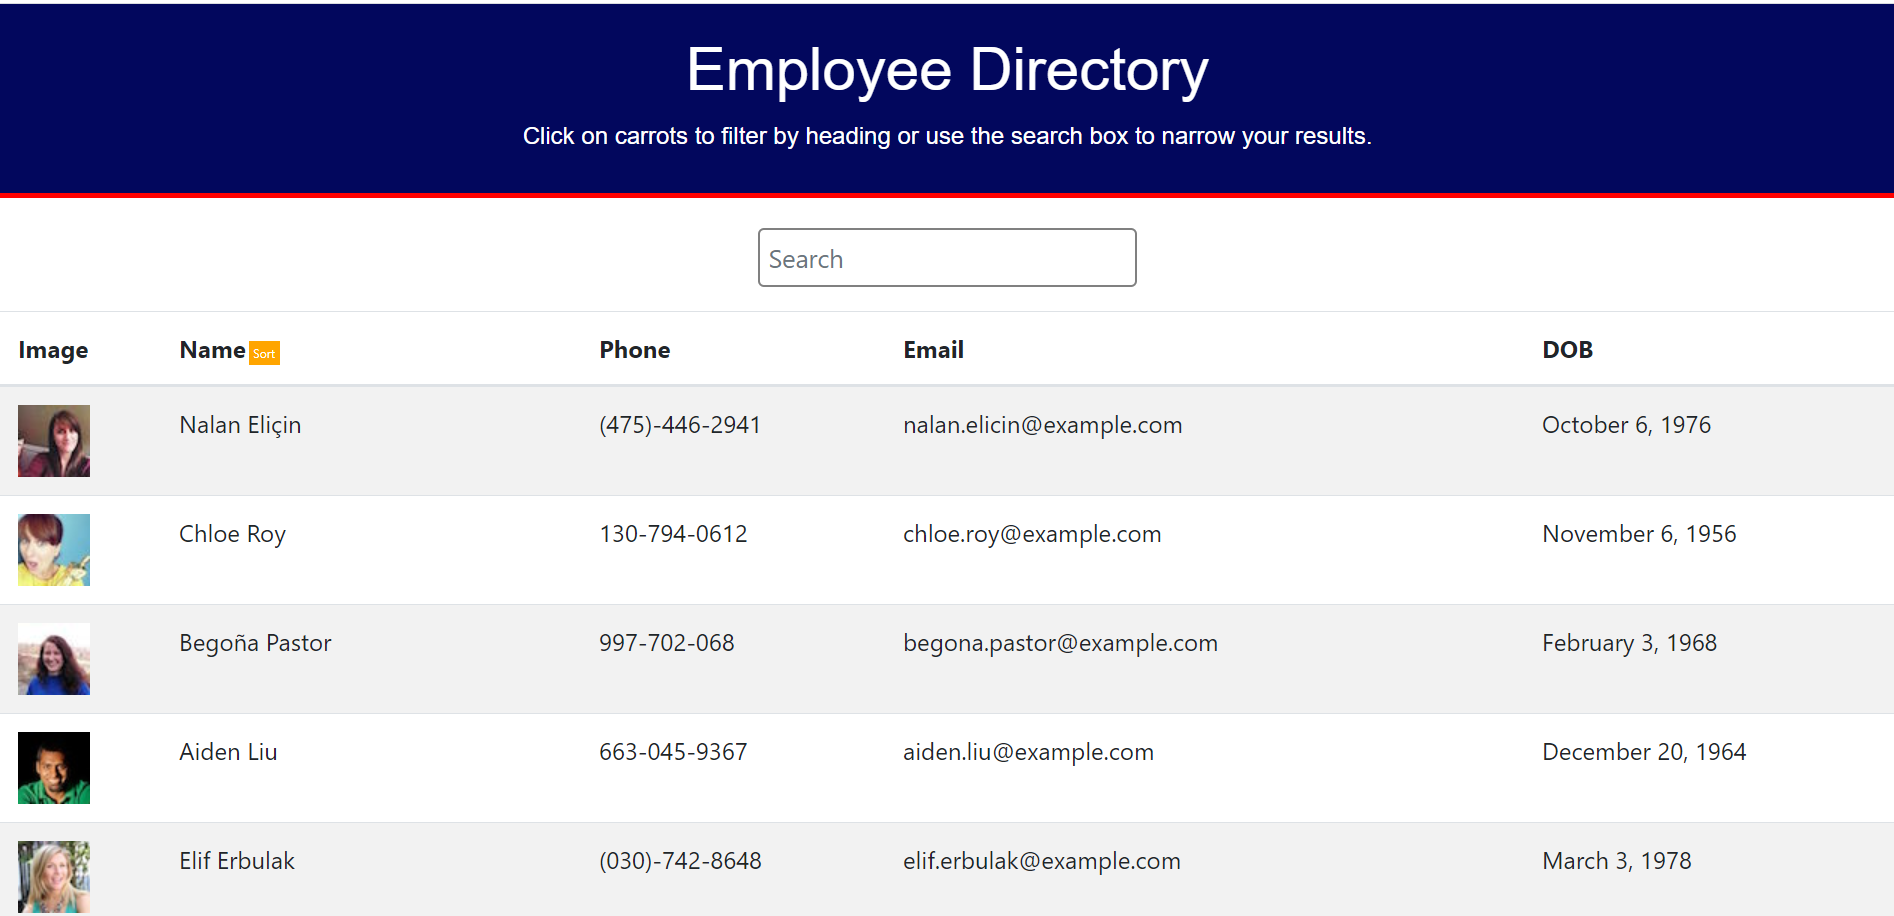 Employee Directory
Click on carrots to filter by heading or use the search box to narrow your results.
Search
Image Name Sort Phone Email DOB
Nalan Eliçin (475)-446-2941 nalan.elicin@example.com October 6, 1976
Chloe Roy 130-794-0612 chloe.roy@example.com November 6, 1956
Begoña Pastor 997-702-068 begona.pastor@example.com February 3, 1968
Aiden Liu 663-045-9367 aiden.liu@example.com December 20, 1964
Elif Erbulak (030)-742-8648 elif.erbulak@example.com March 3, 1978